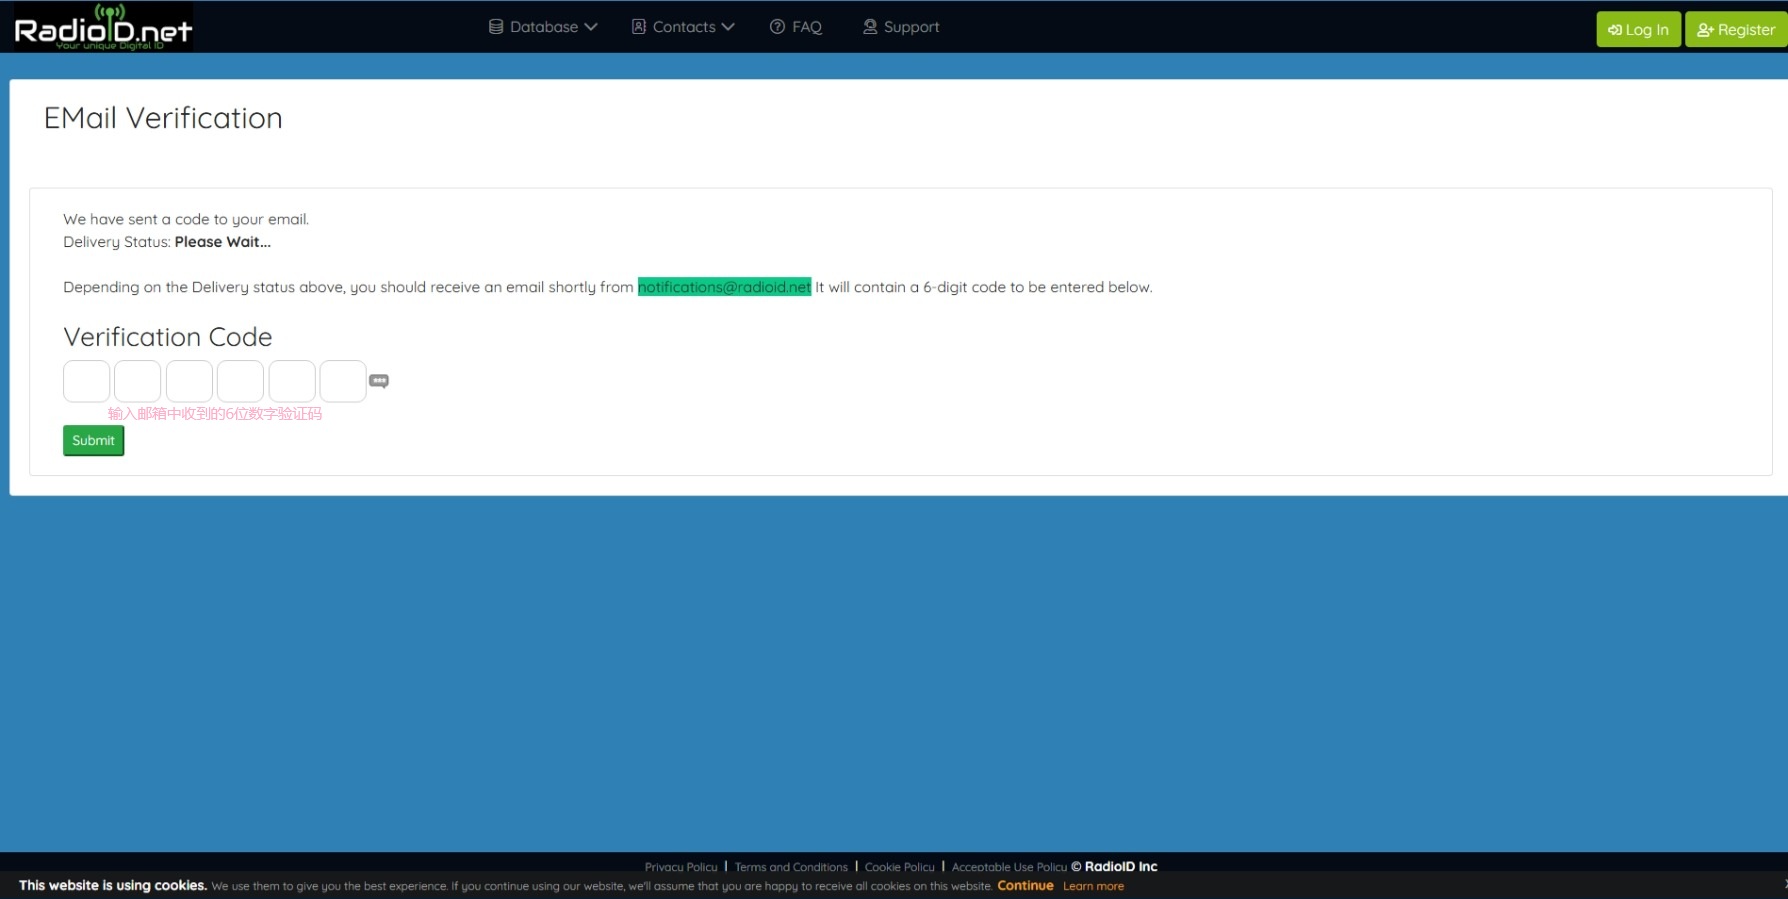 RadioID.net
Your unique Digital ID
Database
Contacts
FAQ
Support
Log In
Register
EMail Verification
We have sent a code to your email.
Delivery Status: Please Wait...
Depending on the Delivery status above, you should receive an email shortly from notifications@radioid.net It will contain a 6-digit code to be entered below.
Verification Code
输入邮箱中收到的6位数字验证码
Submit
Privacy Policy | Terms and Conditions | Cookie Policy | Acceptable Use Policy © RadioID Inc
This website is using cookies. We use them to give you the best experience. If you continue using our website, we'll assume that you are happy to receive all cookies on this website. Continue Learn more